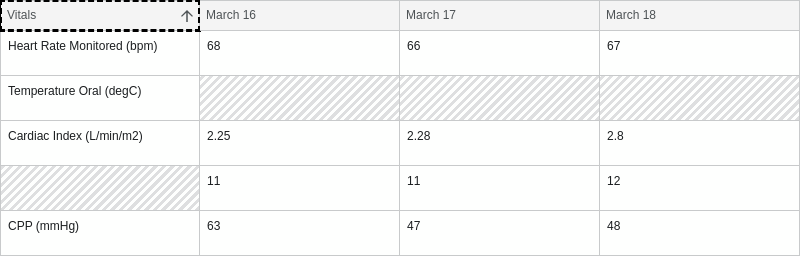 Vitals March 16 March 17 March 18
Heart Rate Monitored (bpm) 68 66 67
Temperature Oral (degC)
Cardiac Index (L/min/m2) 2.25 2.28 2.8
11 11 12
CPP (mmHg) 63 47 48